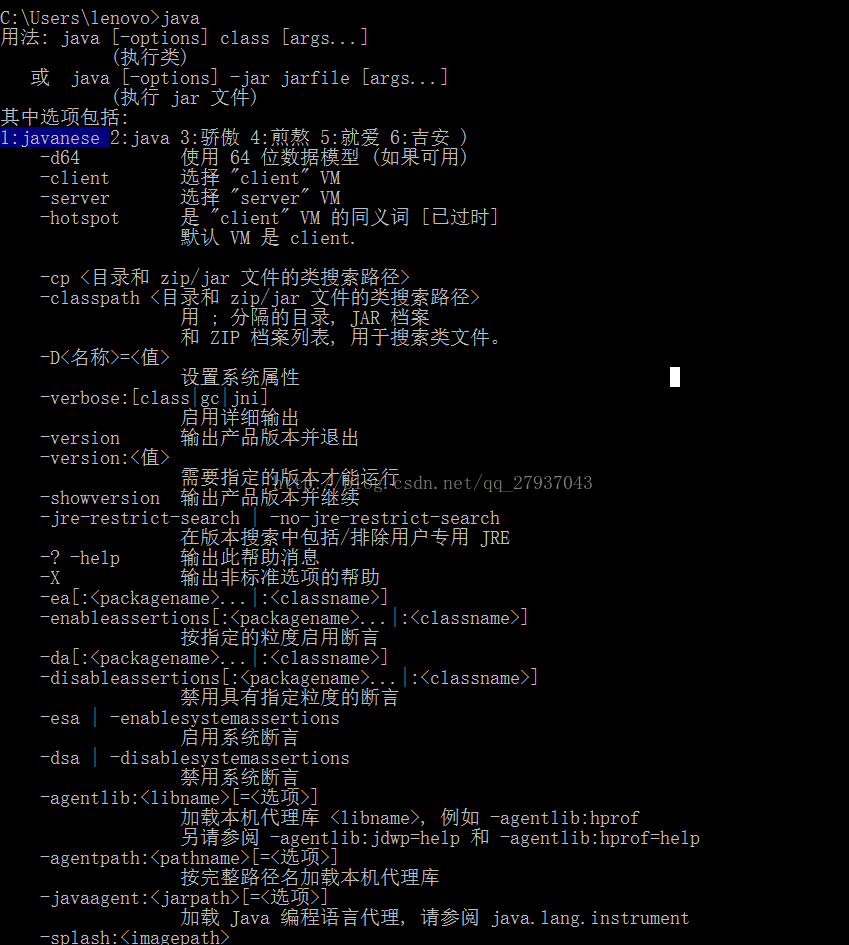 C:\Users\lenovo>java
用法: java [-options] class [args...]
(执行类)
或 java [-options] -jar jarfile [args...]
(执行 jar 文件)
其中选项包括:
1:javanese 2:java 3:骄傲 4:煎熬 5:就爱 6:吉安 )
-d64 使用 64 位数据模型 (如果可用)
-client 选择 "client" VM
-server 选择 "server" VM
-hotspot 是 "client" VM 的同义词 [已过时]
默认 VM 是 client.
-cp <目录和 zip/jar 文件的类搜索路径>
-classpath <目录和 zip/jar 文件的类搜索路径>
用 ; 分隔的目录, JAR 档案
和 ZIP 档案列表, 用于搜索类文件。
-D<名称>=<值>
设置系统属性
-verbose:[class|gc|jni]
启用详细输出
-version 输出产品版本并退出
-version:<值>
需要指定的版本才能运行
http://blog.csdn.net/qq_27937043
-showversion 输出产品版本并继续
-jre-restrict-search | -no-jre-restrict-search
在版本搜索中包括/排除用户专用 JRE
-? -help 输出此帮助消息
-X 输出非标准选项的帮助
-ea[:<packagename>...|:<classname>]
-enableassertions[:<packagename>...|:<classname>]
按指定的粒度启用断言
-da[:<packagename>...|:<classname>]
-disableassertions[:<packagename>...|:<classname>]
禁用具有指定粒度的断言
-esa | -enablesystemassertions
启用系统断言
-dsa | -disablesystemassertions
禁用系统断言
-agentlib:<libname>[=<选项>]
加载本机代理库 <libname>, 例如 -agentlib:hprof
另请参阅 -agentlib:jdwp=help 和 -agentlib:hprof=help
-agentpath:<pathname>[=<选项>]
按完整路径名加载本机代理库
-javaagent:<jarpath>[=<选项>]
加载 Java 编程语言代理, 请参阅 java.lang.instrument
-splash:<imagepath>